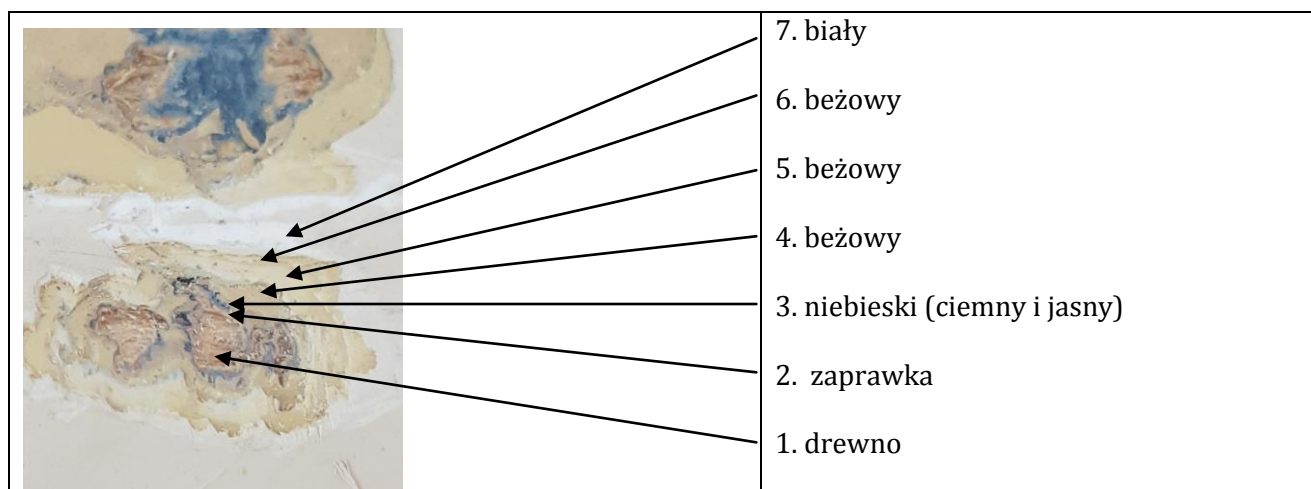 7. biały
6. beżowy
5. beżowy
4. beżowy
3. niebieski (ciemny i jasny)
2. zaprawka
1. drewno